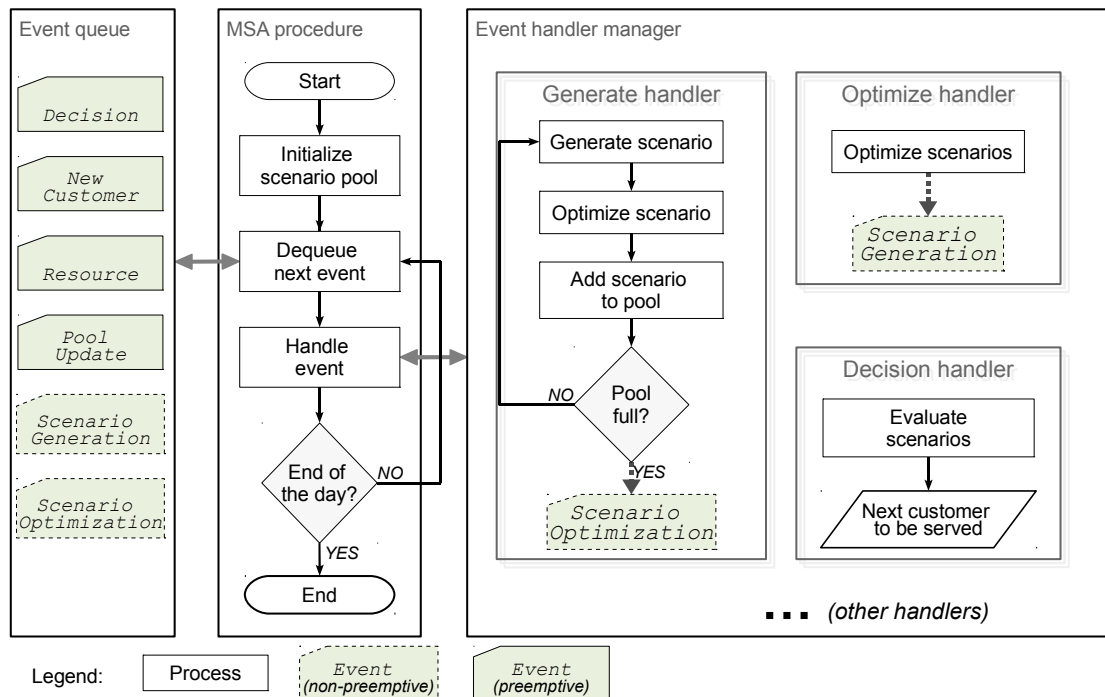 Event queue
Decision
New
Customer
Resource
Pool
Update
Scenario
Generation
Scenario
Optimization
MSA procedure
Start
Initialize
scenario pool
Dequeue
next event
Handle
event
End of
the day?
NO
YES
End
Event handler manager
Generate handler
Generate scenario
Optimize scenario
Add scenario
to pool
Pool
full?
NO
YES
Scenario
Optimization
Optimize handler
Optimize scenarios
Scenario
Generation
Decision handler
Evaluate
scenarios
Next customer
to be served
... (other handlers)
Legend:
Process
Event
(non-preemptive)
Event
(preemptive)